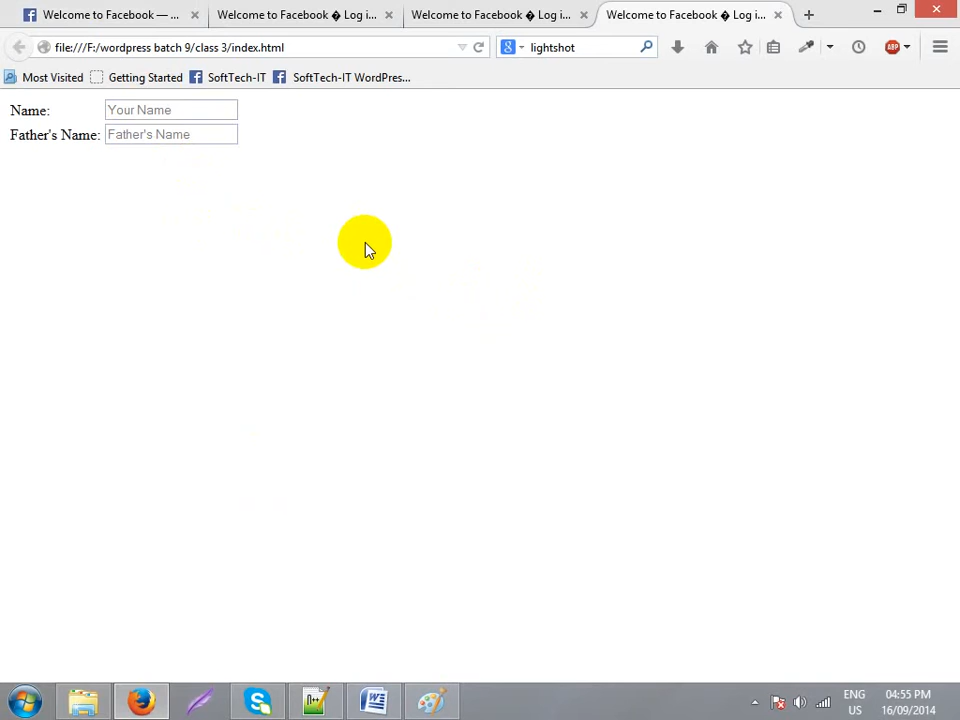 Welcome to Facebook — ...
Welcome to Facebook � Log i...
Welcome to Facebook � Log i...
Welcome to Facebook � Log i...
file:///F:/wordpress batch 9/class 3/index.html
lightshot
Most Visited
Getting Started
SoftTech-IT
SoftTech-IT WordPres...
Name:
Your Name
Father's Name:
Father's Name
ENG
US
04:55 PM
16/09/2014